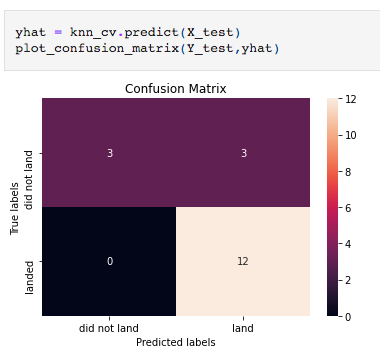 yhat = knn_cv.predict(X_test)
plot_confusion_matrix(Y_test,yhat)
Confusion Matrix
True labels
did not land
landed
3
3
0
12
did not land
land
Predicted labels
12
10
8
6
4
2
0